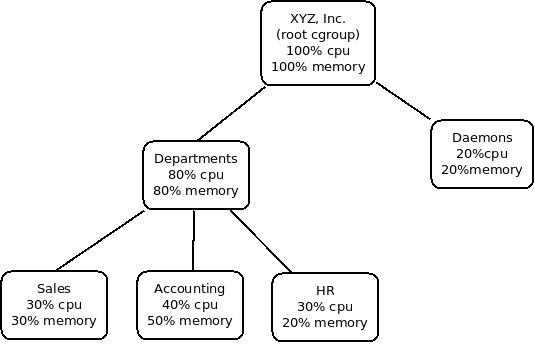 XYZ, Inc.
(root cgroup)
100% cpu
100% memory
Daemons
20%cpu
20%memory
Departments
80% cpu
80% memory
Sales
30% cpu
30% memory
Accounting
40% cpu
50% memory
HR
30% cpu
20% memory